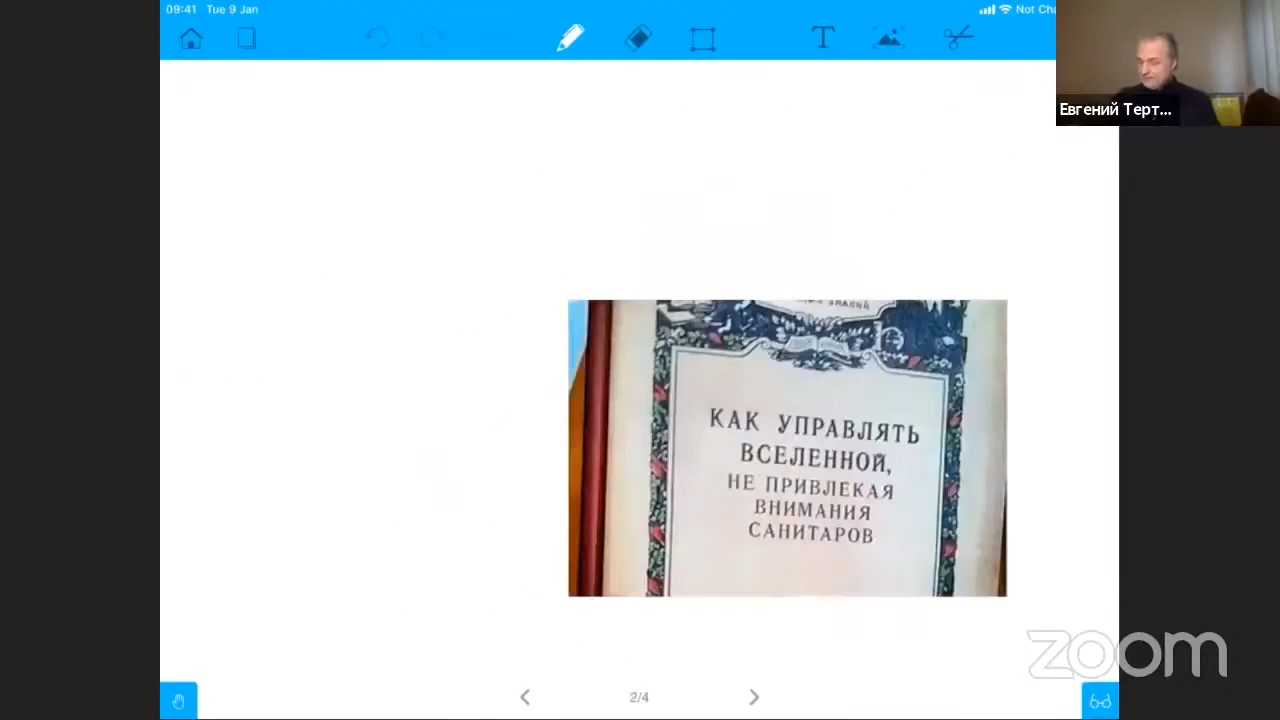 09:41 Tue 9 Jan
Not Cha
T
Евгений Терт...
КАК УПРАВЛЯТЬ
ВСЕЛЕННОЙ,
НЕ ПРИВЛЕКАЯ
ВНИМАНИЯ
САНИТАРОВ
zoom
2/4